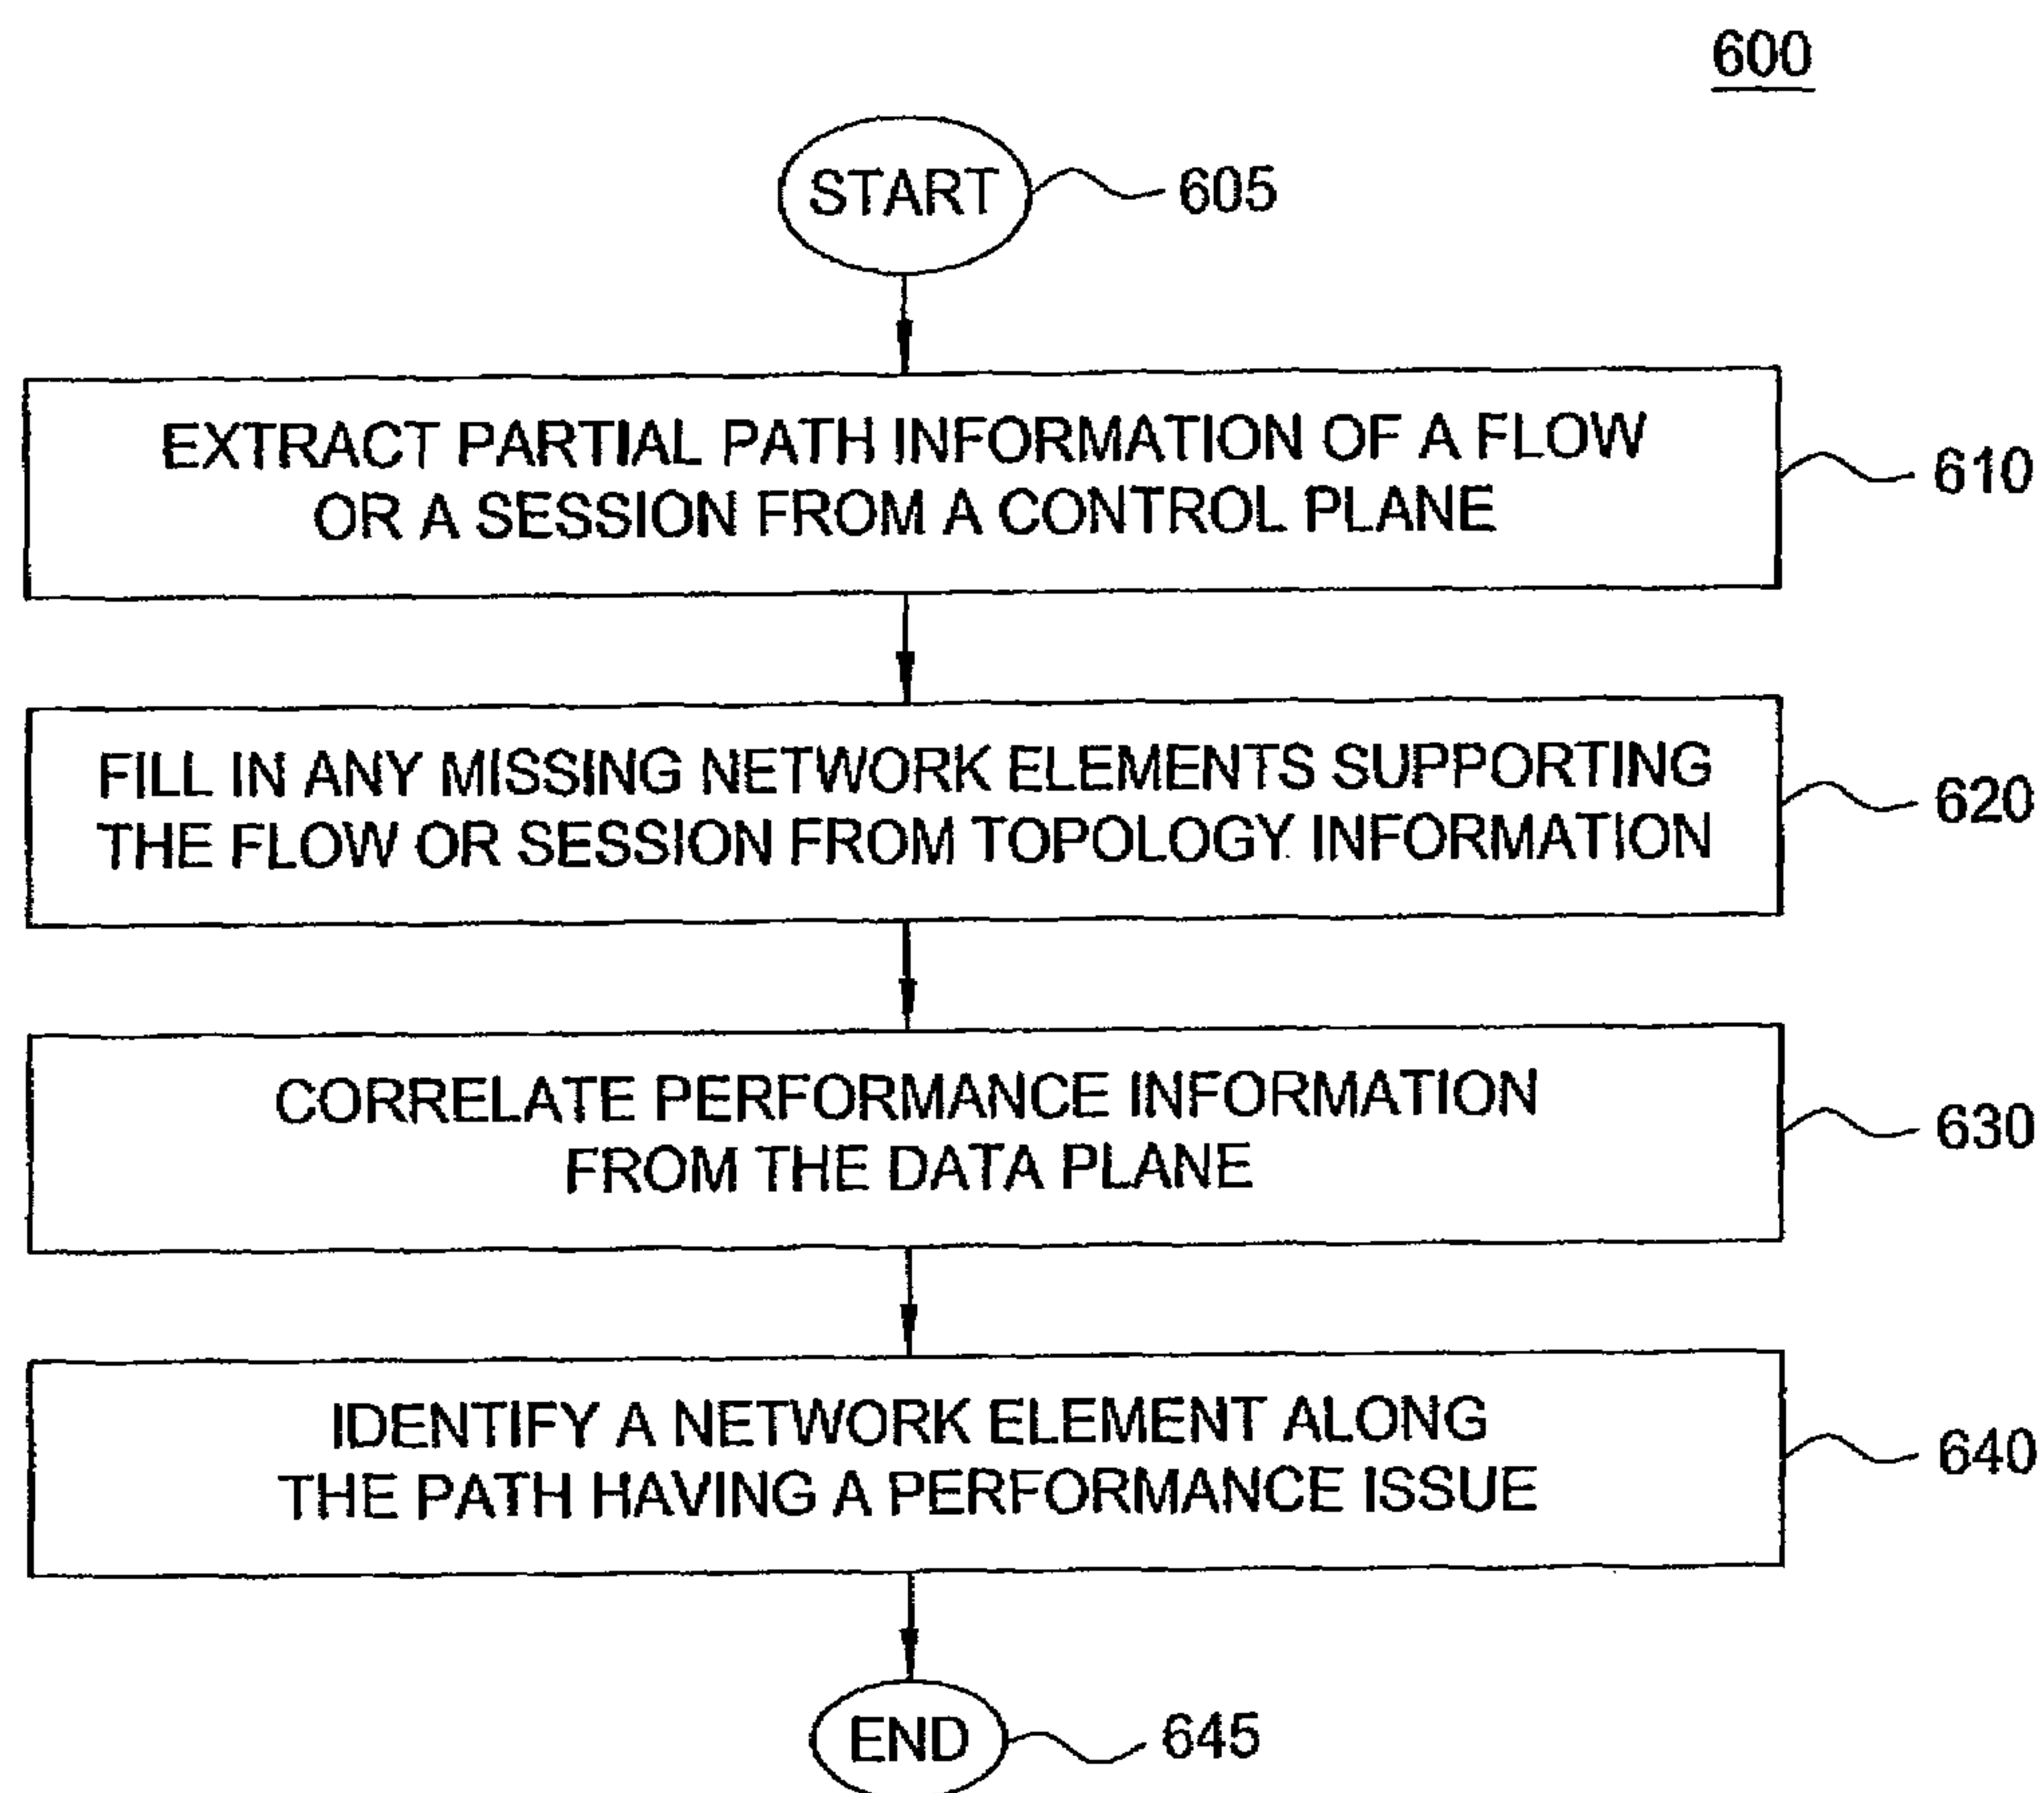 600
START
605
EXTRACT PARTIAL PATH INFORMATION OF A FLOW
OR A SESSION FROM A CONTROL PLANE
610
FILL IN ANY MISSING NETWORK ELEMENTS SUPPORTING
THE FLOW OR SESSION FROM TOPOLOGY INFORMATION
620
CORRELATE PERFORMANCE INFORMATION
FROM THE DATA PLANE
630
IDENTIFY A NETWORK ELEMENT ALONG
THE PATH HAVING A PERFORMANCE ISSUE
640
END
645